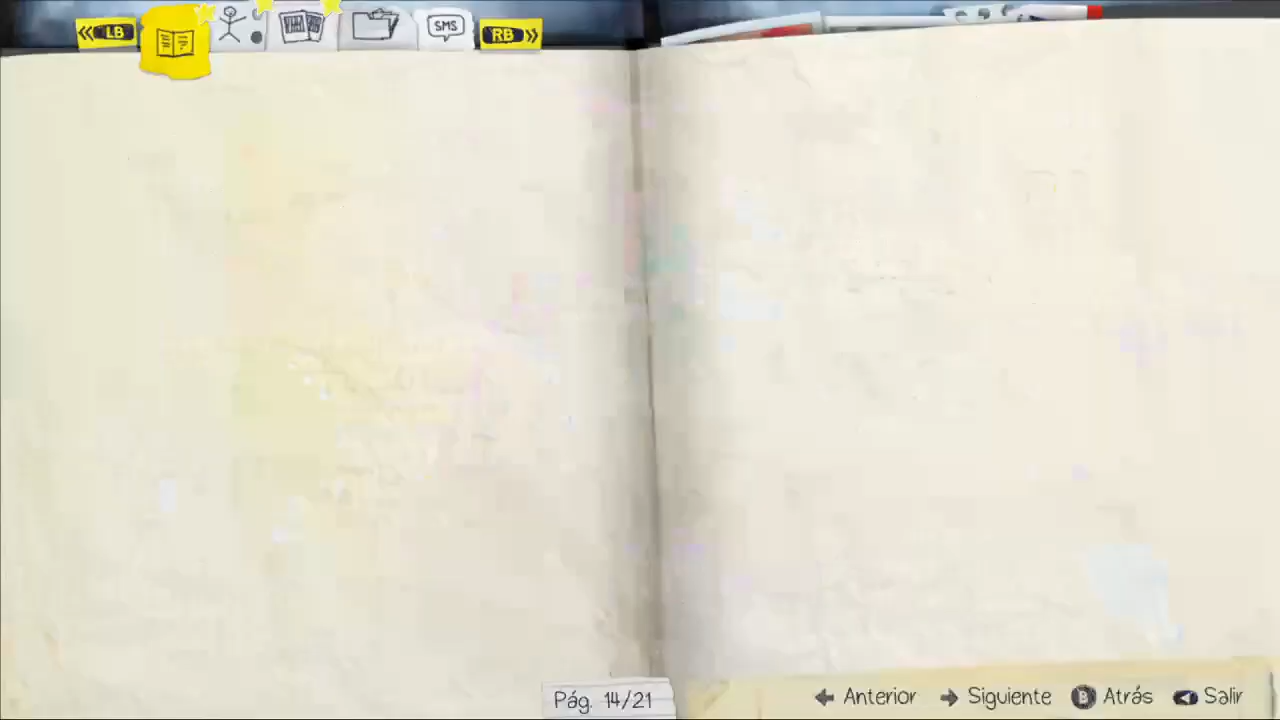 LB
SMS
RB
Pág. 14/21
Anterior
Siguiente
B Atrás
Salir